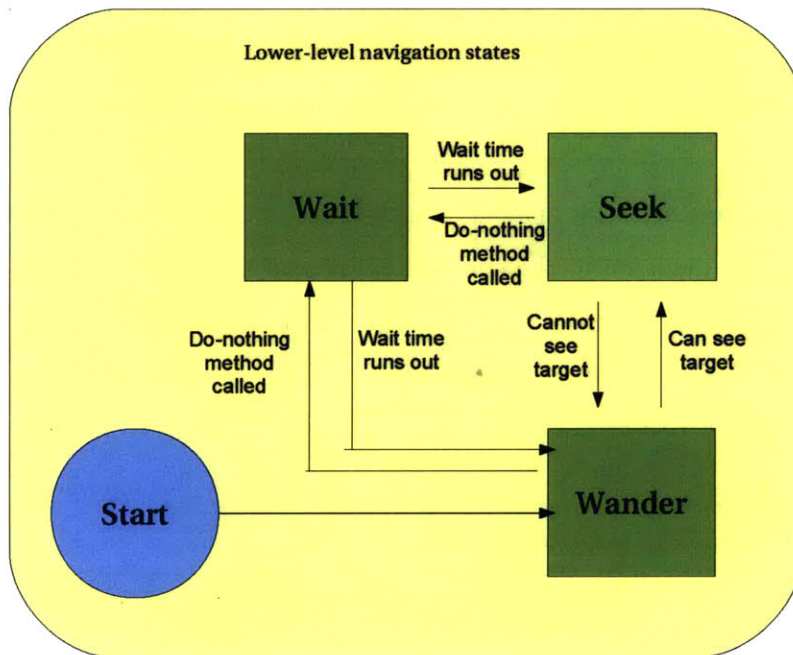 Lower-level navigation states
Wait
Wait time
runs out
Seek
Do-nothing
method
called
Do-nothing
method
called
Wait time
runs out
Cannot
see
target
Can see
target
Start
Wander